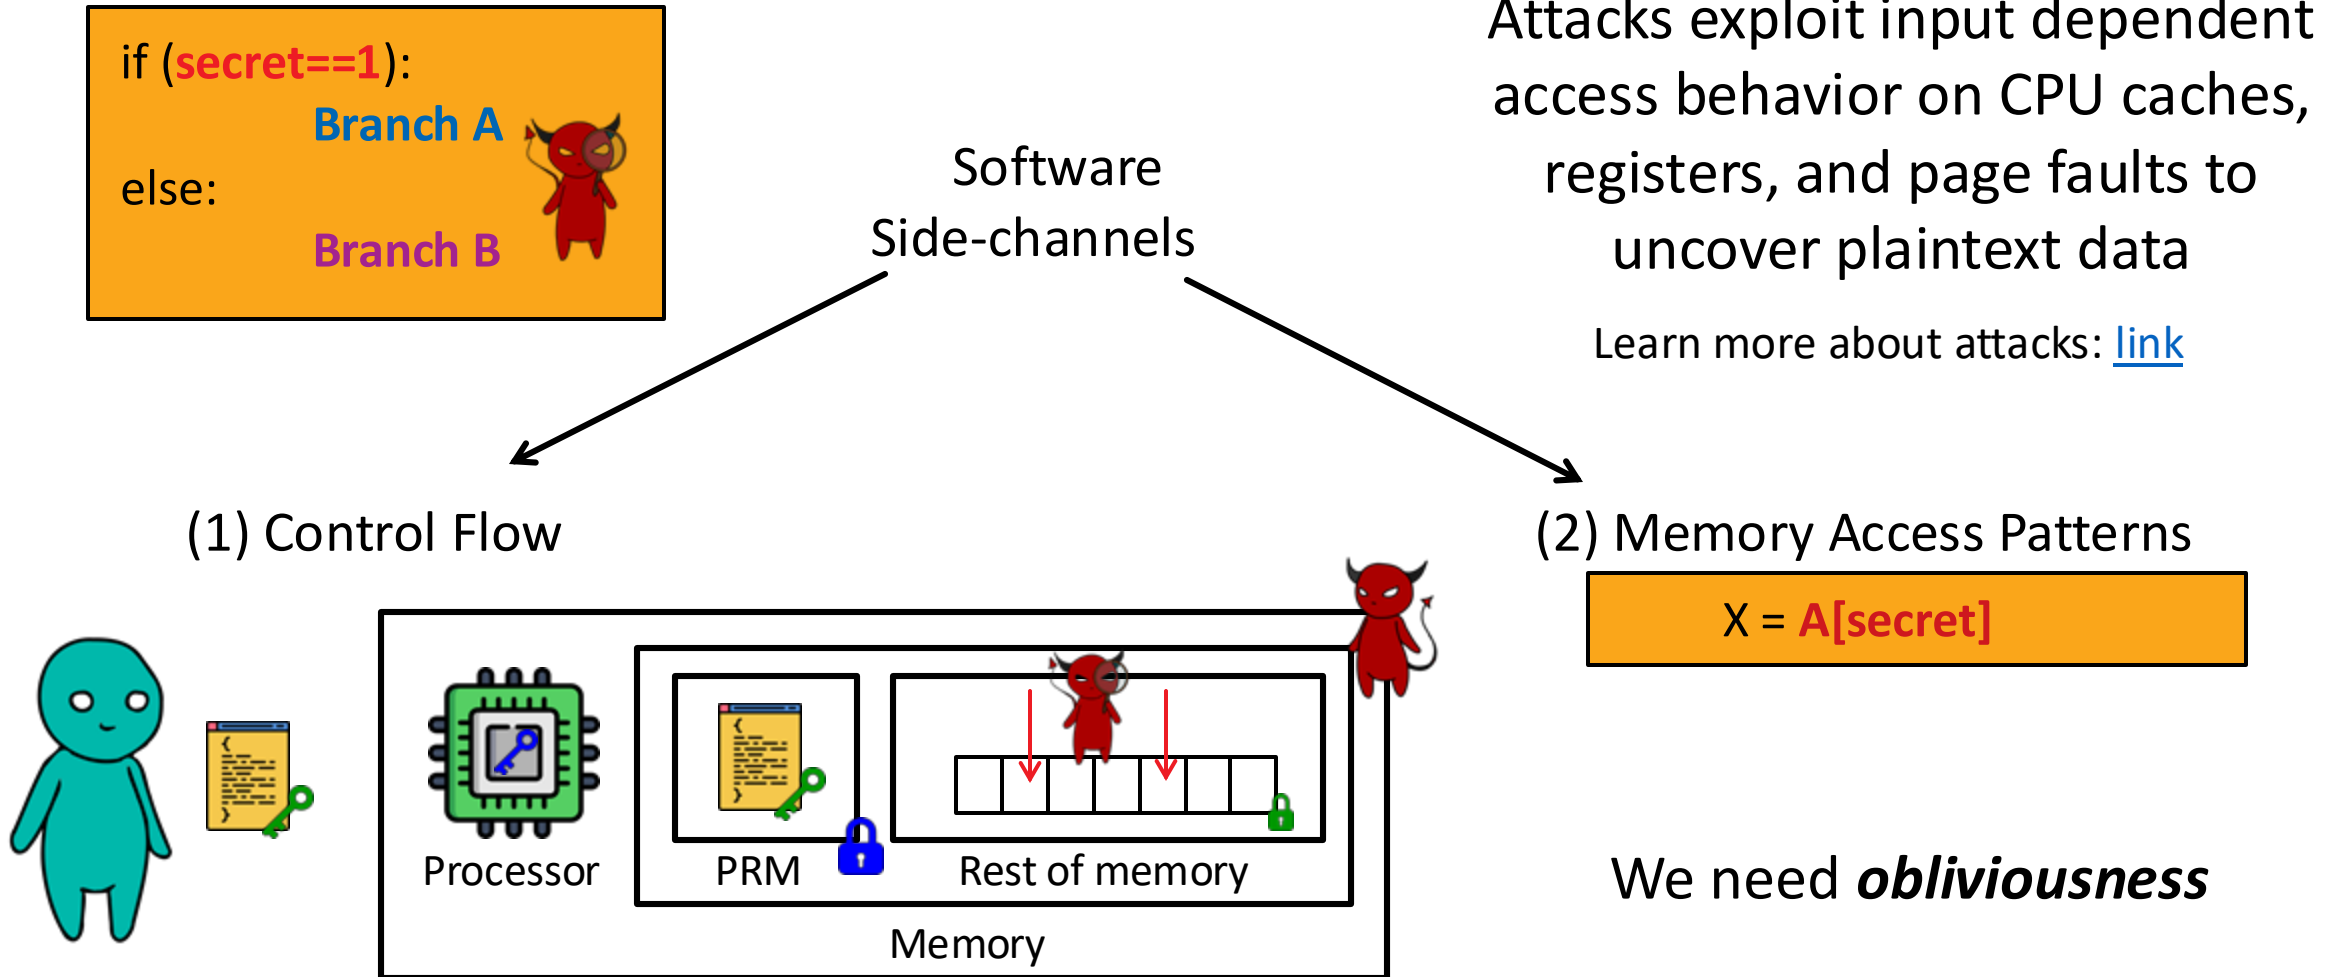 if (secret==1):
Branch A
else:
Branch B
Software
Side-channels
Attacks exploit input dependent
access behavior on CPU caches,
registers, and page faults to
uncover plaintext data
Learn more about attacks: link
(1) Control Flow
(2) Memory Access Patterns
X = A[secret]
Processor
PRM
Rest of memory
Memory
We need obliviousness